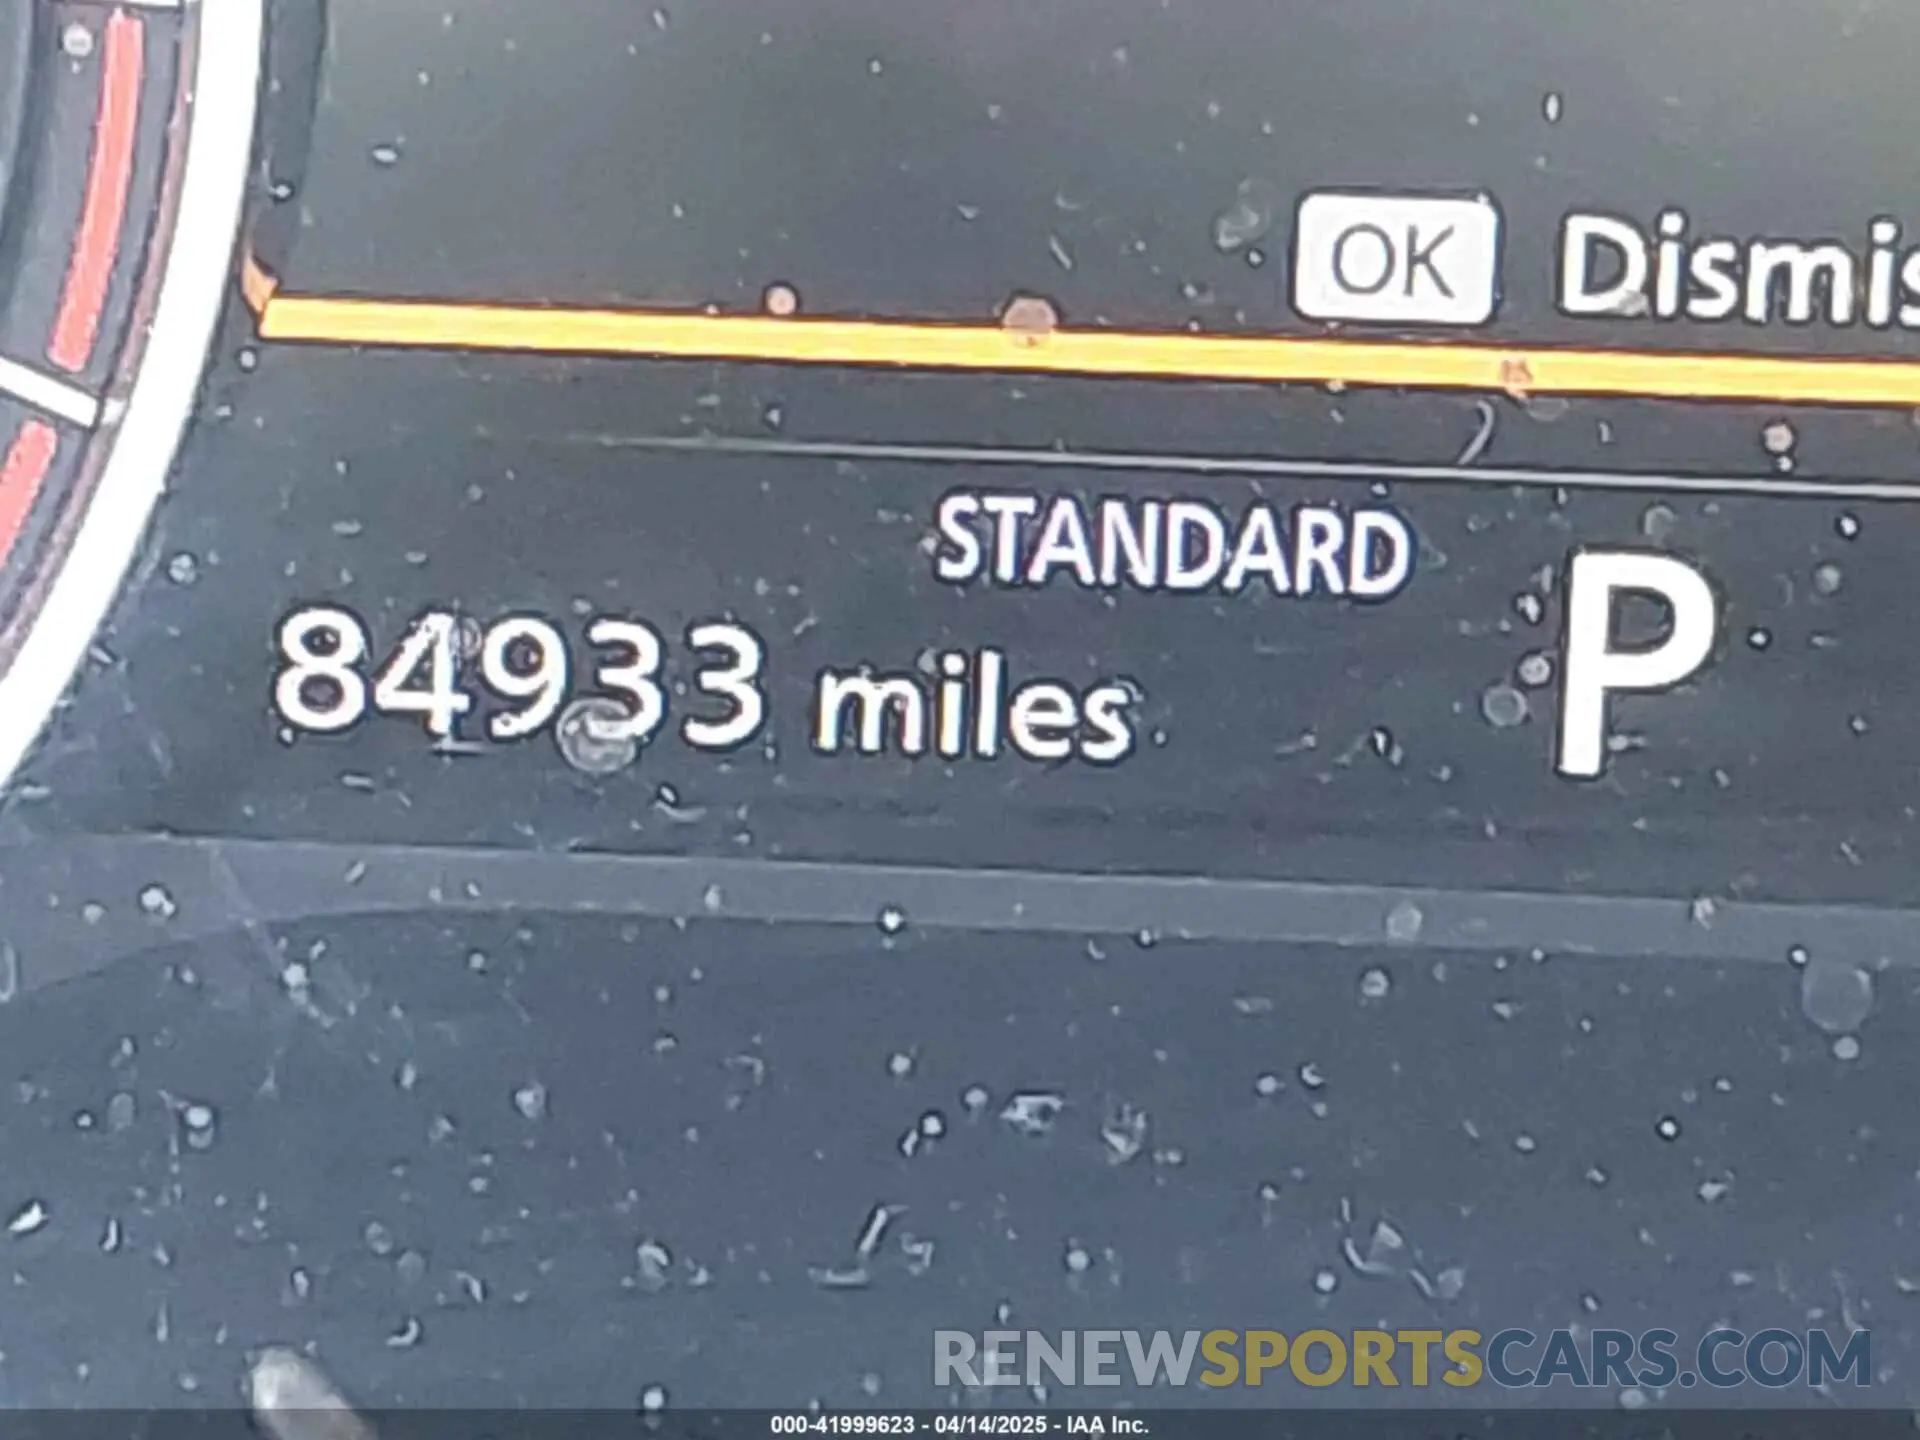 OK Dismis
STANDARD
P
84933 miles
RENEWSPORTSCARS.COM
000-41999623 - 04/14/2025 - IAA Inc.